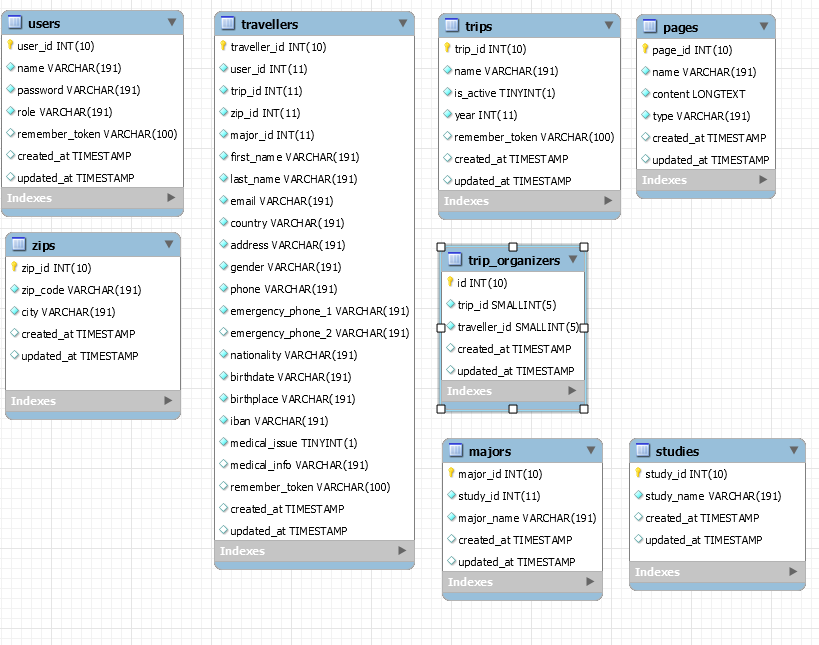 users
user_id INT(10)
name VARCHAR(191)
password VARCHAR(191)
role VARCHAR(191)
remember_token VARCHAR(100)
created_at TIMESTAMP
updated_at TIMESTAMP
Indexes
zips
zip_id INT(10)
zip_code VARCHAR(191)
city VARCHAR(191)
created_at TIMESTAMP
updated_at TIMESTAMP
Indexes
travellers
traveller_id INT(10)
user_id INT(11)
trip_id INT(11)
zip_id INT(11)
major_id INT(11)
first_name VARCHAR(191)
last_name VARCHAR(191)
email VARCHAR(191)
country VARCHAR(191)
address VARCHAR(191)
gender VARCHAR(191)
phone VARCHAR(191)
emergency_phone_1 VARCHAR(191)
emergency_phone_2 VARCHAR(191)
nationality VARCHAR(191)
birthdate VARCHAR(191)
birthplace VARCHAR(191)
iban VARCHAR(191)
medical_issue TINYINT(1)
medical_info VARCHAR(191)
remember_token VARCHAR(100)
created_at TIMESTAMP
updated_at TIMESTAMP
Indexes
trips
trip_id INT(10)
name VARCHAR(191)
is_active TINYINT(1)
year INT(11)
remember_token VARCHAR(100)
created_at TIMESTAMP
updated_at TIMESTAMP
Indexes
pages
page_id INT(10)
name VARCHAR(191)
content LONGTEXT
type VARCHAR(191)
created_at TIMESTAMP
updated_at TIMESTAMP
Indexes
trip_organizers
id INT(10)
trip_id SMALLINT(5)
traveller_id SMALLINT(5)
created_at TIMESTAMP
updated_at TIMESTAMP
Indexes
majors
major_id INT(10)
study_id INT(11)
major_name VARCHAR(191)
created_at TIMESTAMP
updated_at TIMESTAMP
Indexes
studies
study_id INT(10)
study_name VARCHAR(191)
created_at TIMESTAMP
updated_at TIMESTAMP
Indexes